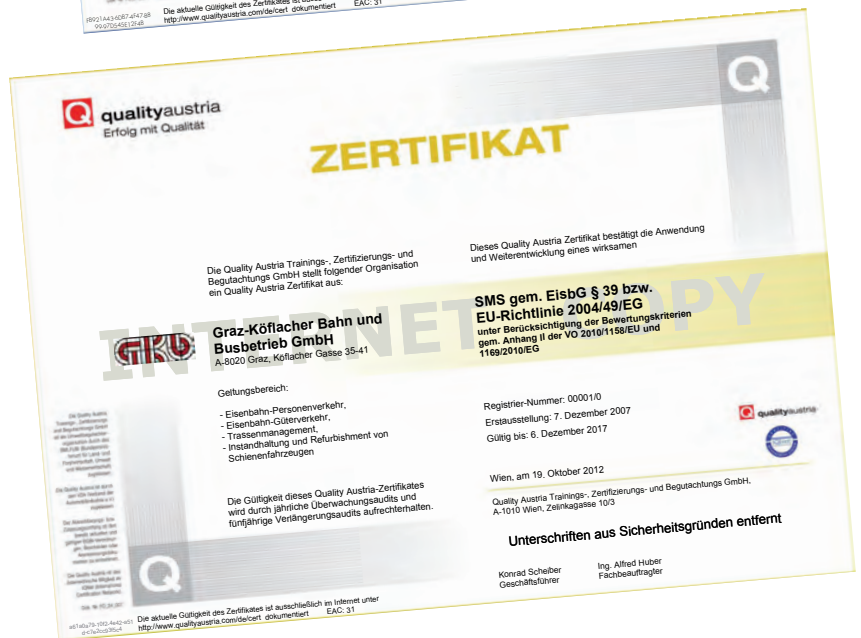 Die aktuelle Gültigkeit des Zertifikates ist
http://www.qualityaustria.com/de/cert dokumentiert EAC: 31
Q qualityaustria
Erfolg mit Qualität
Q
ZERTIFIKAT
Die Quality Austria Trainings-, Zertifizierungs- und
Begutachtungs GmbH stellt folgender Organisation
ein Quality Austria Zertifikat aus:
Dieses Quality Austria Zertifikat bestätigt die Anwendung
und Weiterentwicklung eines wirksamen
INTERNET COPY
GKB
Graz-Köflacher Bahn und
Busbetrieb GmbH
A-8020 Graz, Köflacher Gasse 35-41
SMS gem. EisbG § 39 bzw.
EU-Richtlinie 2004/49/EG
unter Berücksichtigung der Bewertungskriterien
gem. Anhang II der VO 2010/1158/EU und
1169/2010/EG
Geltungsbereich:
- Eisenbahn-Personenverkehr,
- Eisenbahn-Güterverkehr,
- Trassenmanagement,
- Instandhaltung und Refurbishment von
Schienenfahrzeugen
Registrier-Nummer: 00001/0
Erstausstellung: 7. Dezember 2007
Gültig bis: 6. Dezember 2017
Q qualityaustria
Wien, am 19. Oktober 2012
Die Gültigkeit dieses Quality Austria-Zertifikates
wird durch jährliche Überwachungsaudits und
fünfjährige Verlängerungsaudits aufrechterhalten.
Quality Austria Trainings-, Zertifizierungs- und Begutachtungs GmbH,
A-1010 Wien, Zelinkagasse 10/3
Unterschriften aus Sicherheitsgründen entfernt
Konrad Scheiber
Geschäftsführer
Ing. Alfred Huber
Fachbeauftragter
Q
Die aktuelle Gültigkeit des Zertifikates ist ausschließlich im Internet unter
http://www.qualityaustria.com/de/cert dokumentiert EAC: 31